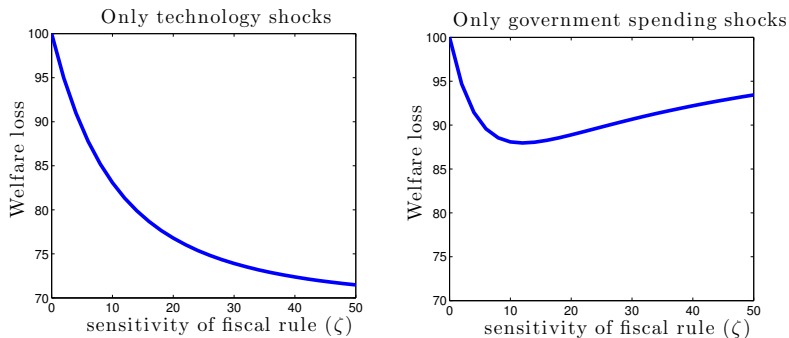 Only technology shocks
100
95
90
85
80
75
70
0 10 20 30 40 50
Welfare loss
sensitivity of fiscal rule (ζ)
Only government spending shocks
100
95
90
85
80
75
70
0 10 20 30 40 50
Welfare loss
sensitivity of fiscal rule (ζ)